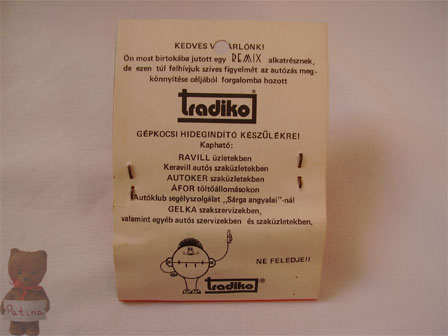 KEDVES VÁSÁRLÓNK!
Ön most birtokába jutott egy REMIX alkatrésznek,
de ezen túl felhívjuk szíves figyelmét az autózás meg-
könnyítése céljából forgalomba hozott
tradiko®
GÉPKOCSI HIDEGINDÍTÓ KÉSZÜLÉKRE!
Kapható:
RAVILL üzletekben
Keravill autós szaküzletekben
AUTOKER szaküzletekben
AFOR töltőállomásokon
Autóklub segélyszolgálat „Sárga angyalai”-nál
GELKA szakszervizekben,
valamint egyéb autós szervizekben és szaküzletekben.
NE FELEDJE!!
tradiko®
Patina